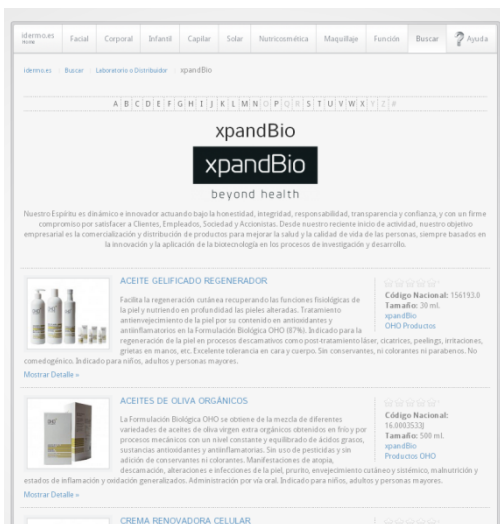 idermo.es
Facial
Corporal
Infantil
Capilar
Solar
Nutricosmética
Maquillaje
Función
Buscar
Ayuda
idermo.es Buscar Laboratorio o Distribuidor xpandBio
A B C D E F G H I J K L M N O P Q R S T U V W X Y Z #
xpandBio
xpandBio
beyond health
Nuestro Espíritu es dinámico e innovador actuando bajo la honestidad, integridad, responsabilidad, transparencia y confianza, y con un firme
compromiso por satisfacer a Clientes, Empleados, Sociedad y Accionistas. Desde nuestro reciente inicio de actividad, nuestro objetivo
empresarial es la comercialización y distribución de productos para mejorar la salud y la calidad de vida de las personas, siempre basados en
la innovación y la aplicación de la biotecnología en los procesos de investigación y desarrollo.
ACEITE GELIFICADO REGENERADOR
Facilita la regeneración cutánea recuperando las funciones fisiológicas de
la piel y nutriendo en profundidad las pieles alteradas. Tratamiento
antienvejecimiento de la piel por su contenido en antioxidantes y
antiinflamatorios en la Formulación Biológica OHO (87%). Indicado para la
regeneración de la piel en procesos descamativos como post-tratamiento láser, cicatrices, peelings, irritaciones,
grietas en manos, etc. Excelente tolerancia en cara y cuerpo. Sin conservantes, ni colorantes ni parabenos. No
comedogénico. Indicado para niños, adultos y personas mayores.
Mostrar Detalle »
Código Nacional: 156193.0
Tamaño: 30 ml.
xpandBio
OHO Productos
ACEITES DE OLIVA ORGÁNICOS
La Formulación Biológica OHO se obtiene de la mezcla de diferentes
variedades de aceites de oliva virgen extra orgánicos obtenidos en frío y por
procesos mecánicos con un nivel constante y equilibrado de ácidos grasos,
sustancias antioxidantes y antiinflamatorias. Sin uso de pesticidas y sin
adición de conservantes ni colorantes. Manifestaciones de atopia,
descamación, alteraciones e infecciones de la piel, prurito, envejecimiento cutáneo y sistémico, malnutrición y
estados de inflamación y oxidación generalizados. Administración por vía oral. Indicado para niños, adultos y personas mayores.
Mostrar Detalle »
Código Nacional:
16.0003533JJ
Tamaño: 500 ml.
xpandBio
Productos OHO
CREMA RENOVADORA CELULAR